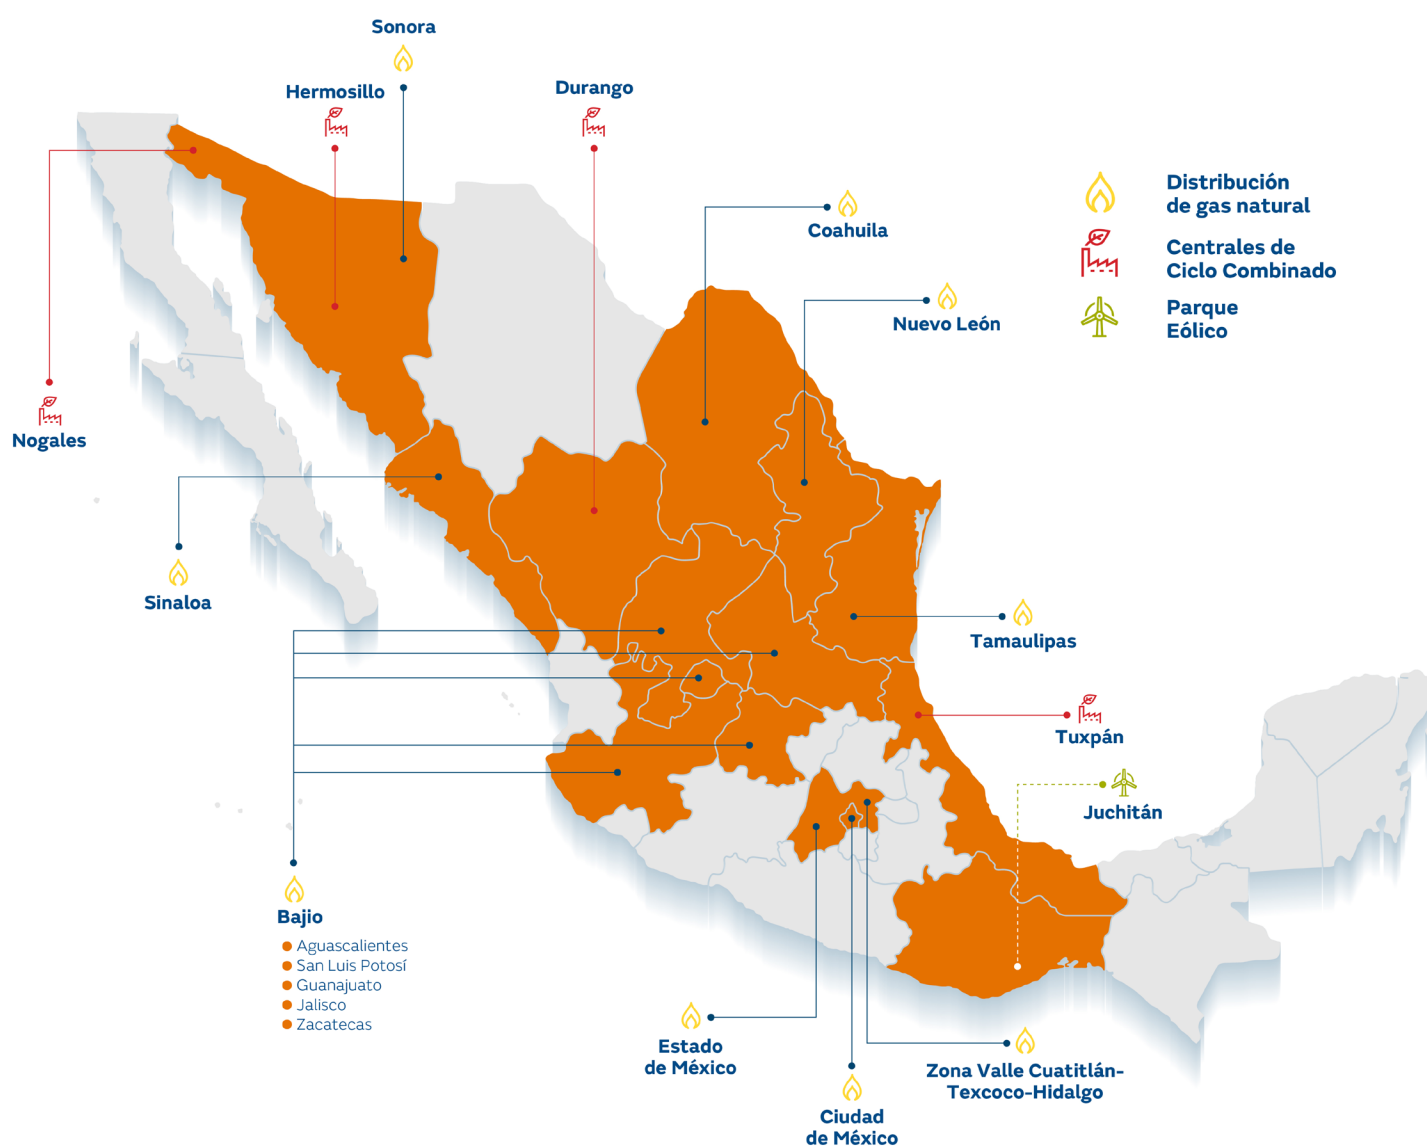 Sonora
Hermosillo
Durango
Coahuila
Nuevo León
Distribución
de gas natural
Centrales de
Ciclo Combinado
Parque
Eólico
Nogales
Sinaloa
Tamaulipas
Tuxpán
Juchitán
Bajio
Aguascalientes
San Luis Potosí
Guanajuato
Jalisco
Zacatecas
Estado
de México
Ciudad
de México
Zona Valle Cuatitlán-
Texcoco-Hidalgo